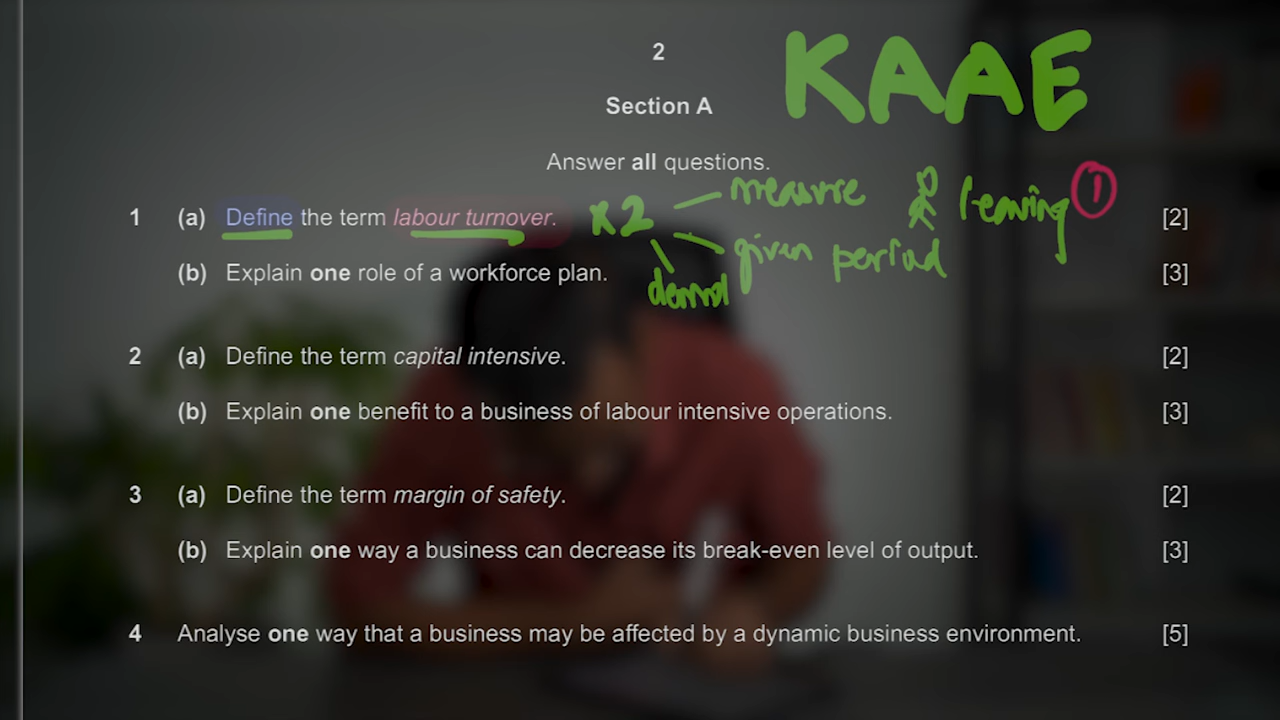 2
KAAE
Section A
Answer all questions.
1 (a) Define the term labour turnover. [2]
x2 measure leaving 1
given period
(b) Explain one role of a workforce plan. [3]
2 (a) Define the term capital intensive. [2]
(b) Explain one benefit to a business of labour intensive operations. [3]
3 (a) Define the term margin of safety. [2]
(b) Explain one way a business can decrease its break-even level of output. [3]
4 Analyse one way that a business may be affected by a dynamic business environment. [5]